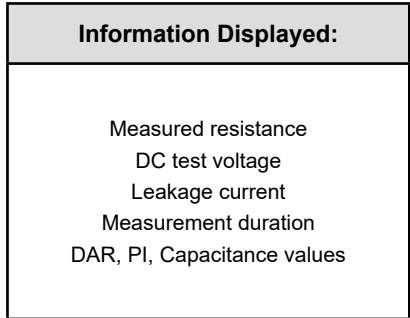 Information Displayed:
Measured resistance
DC test voltage
Leakage current
Measurement duration
DAR, PI, Capacitance values